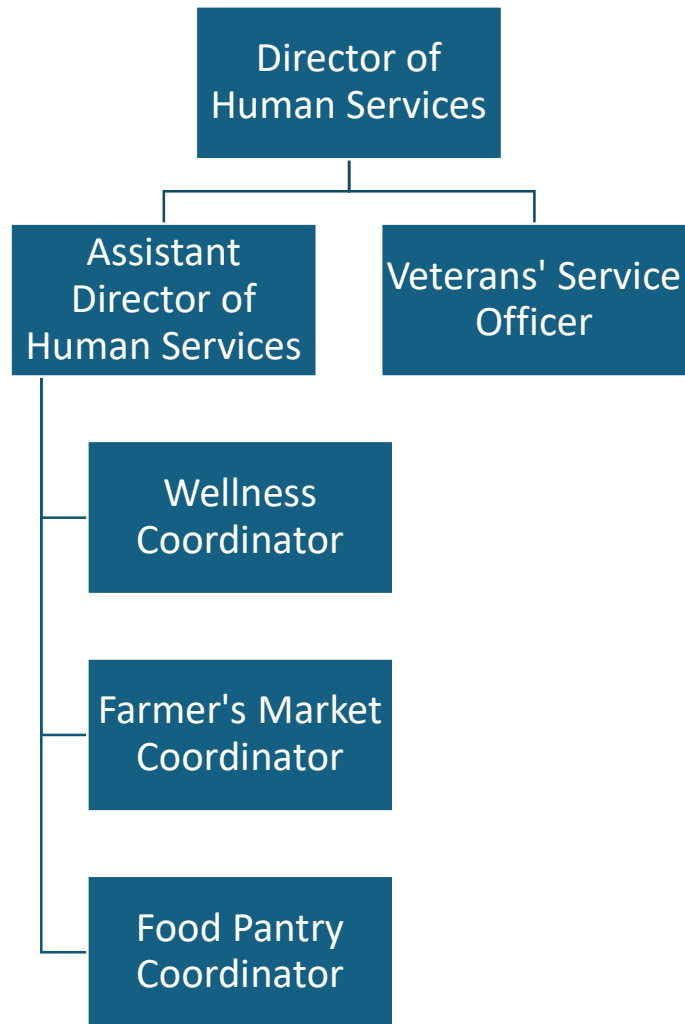 Director of
Human Services
Assistant
Director of
Human Services
Veterans' Service
Officer
Wellness
Coordinator
Farmer's Market
Coordinator
Food Pantry
Coordinator